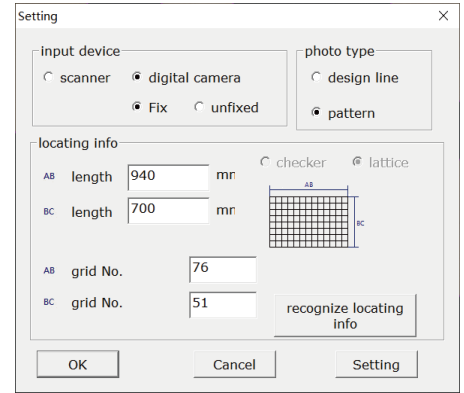 Setting
input device
scanner digital camera
Fix unfixed
photo type
design line
pattern
locating info
AB length 940 mm
BC length 700 mm
checker lattice
AB
BC
AB grid No. 76
BC grid No. 51
recognize locating
info
OK Cancel Setting